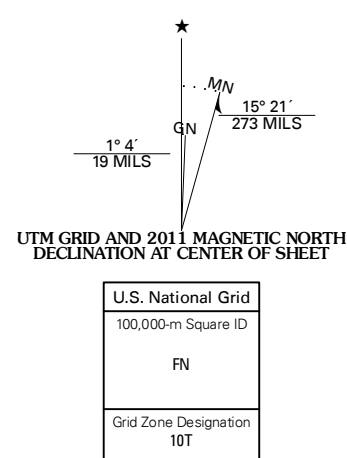 ★
MN
15° 21´
273 MILS
GN
1° 4´
19 MILS
UTM GRID AND 2011 MAGNETIC NORTH
DECLINATION AT CENTER OF SHEET
U.S. National Grid
100,000-m Square ID
FN
Grid Zone Designation
10T